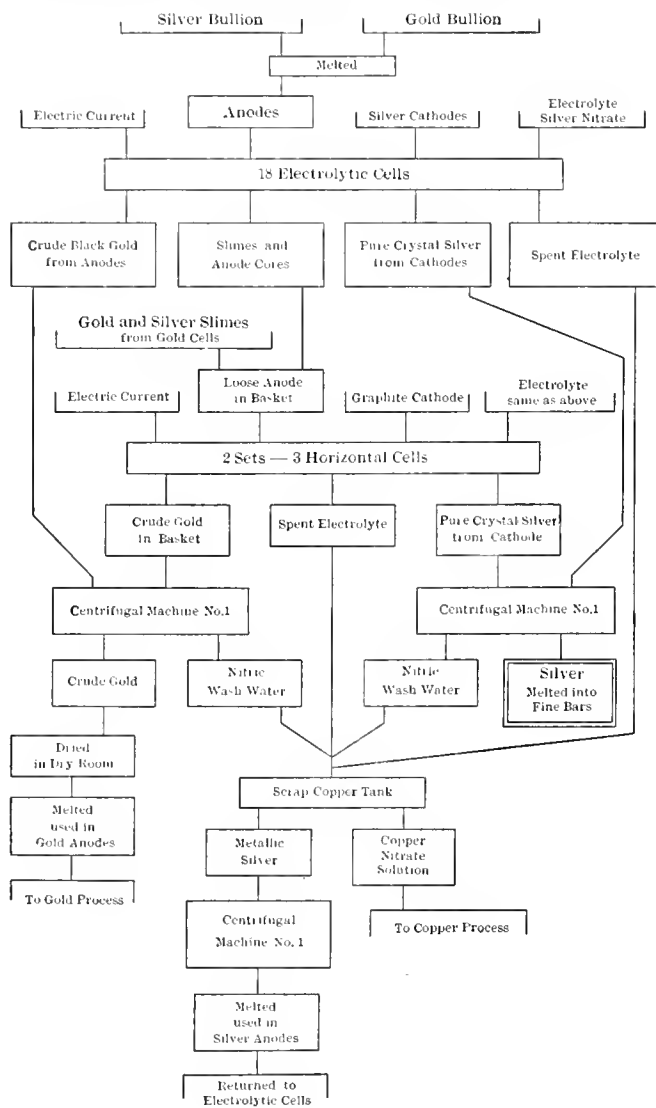 Silver Bullion
Gold Bullion
Melted
Electric Current
Anodes
Silver Cathodes
Electrolyte
Silver Nitrate
18 Electrolytic Cells
Crude Black Gold
from Anodes
Slimes and
Anode Cores
Pure Crystal Silver
from Cathodes
Spent Electrolyte
Gold and Silver Slimes
from Gold Cells
Electric Current
Loose Anode
in Basket
Graphite Cathode
Electrolyte
same as above
2 Sets — 3 Horizontal Cells
Crude Gold
in Basket
Spent Electrolyte
Pure Crystal Silver
from Cathode
Centrifugal Machine No.1
Centrifugal Machine No.1
Crude Gold
Nitric
Wash Water
Nitric
Wash Water
Silver
Melted into
Fine Bars
Dried
in Dry Room
Scrap Copper Tank
Melted
used in
Gold Anodes
Metallic
Silver
Copper
Nitrate
Solution
To Gold Process
Centrifugal
Machine No. 1
To Copper Process
Melted
used in
Silver Anodes
Returned to
Electrolytic Cells